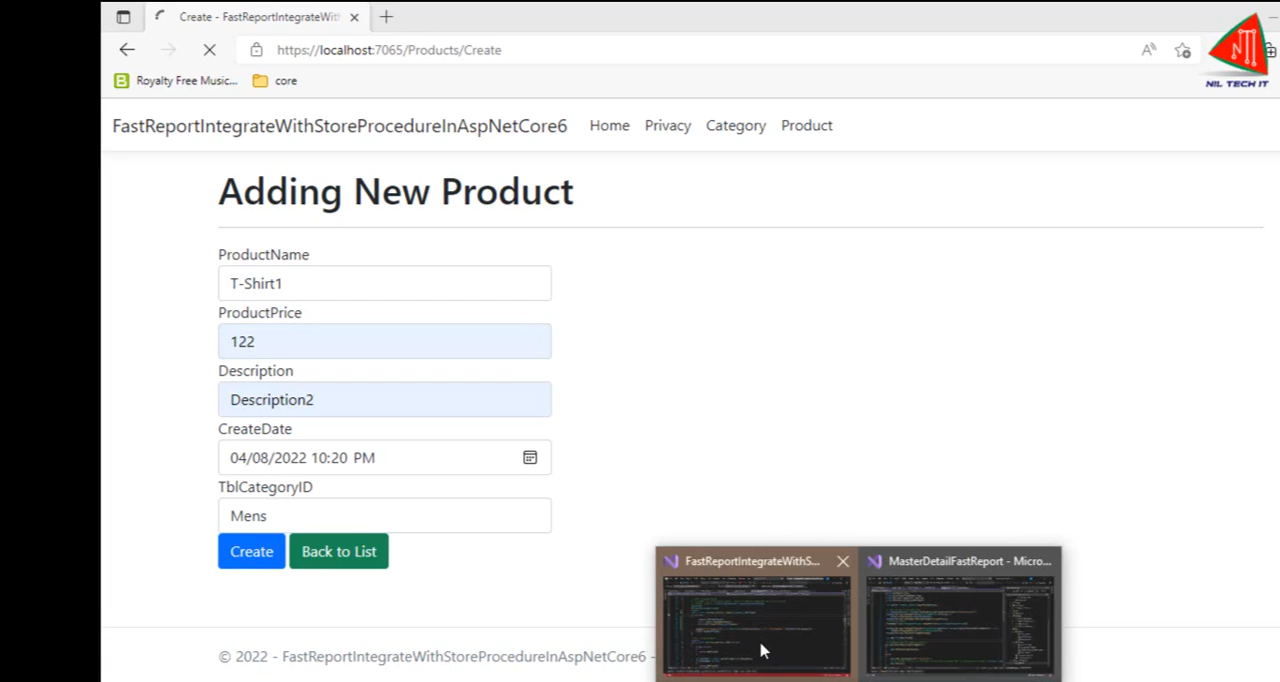 Create - FastReportIntegrateWith
https://localhost:7065/Products/Create
NIL TECH IT
Royalty Free Music... core
FastReportIntegrateWithStoreProcedureInAspNetCore6 Home Privacy Category Product
Adding New Product
ProductName
T-Shirt1
ProductPrice
122
Description
Description2
CreateDate
04/08/2022 10:20 PM
TblCategoryID
Mens
Create Back to List
FastReportIntegrateWithS... MasterDetailFastReport - Micro...
© 2022 - FastReportIntegrateWithStoreProcedureInAspNetCore6 -